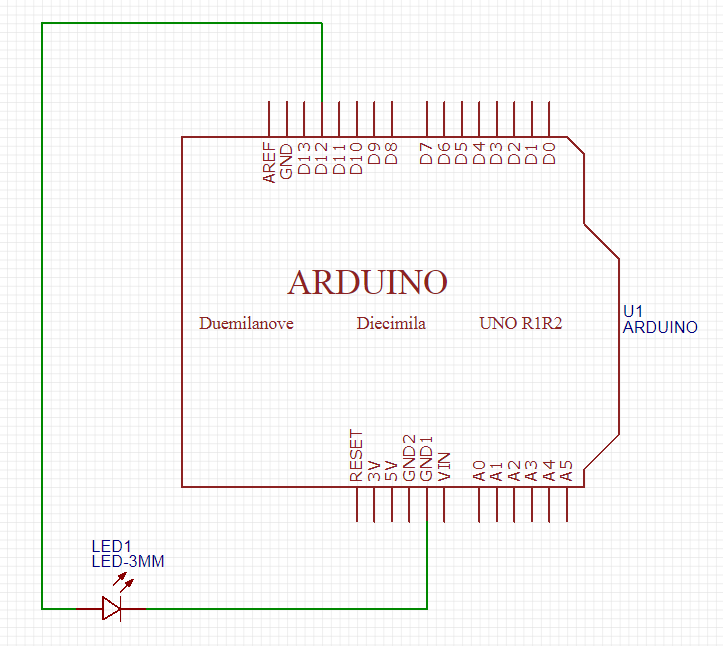 AREF
GND
D13
D12
D11
D10
D9
D8
D7
D6
D5
D4
D3
D2
D1
D0
ARDUINO
Duemilanove
Diecimila
UNO R1R2
U1
ARDUINO
RESET
3V
5V
GND2
GND1
VIN
A0
A1
A2
A3
A4
A5
LED1
LED-3MM